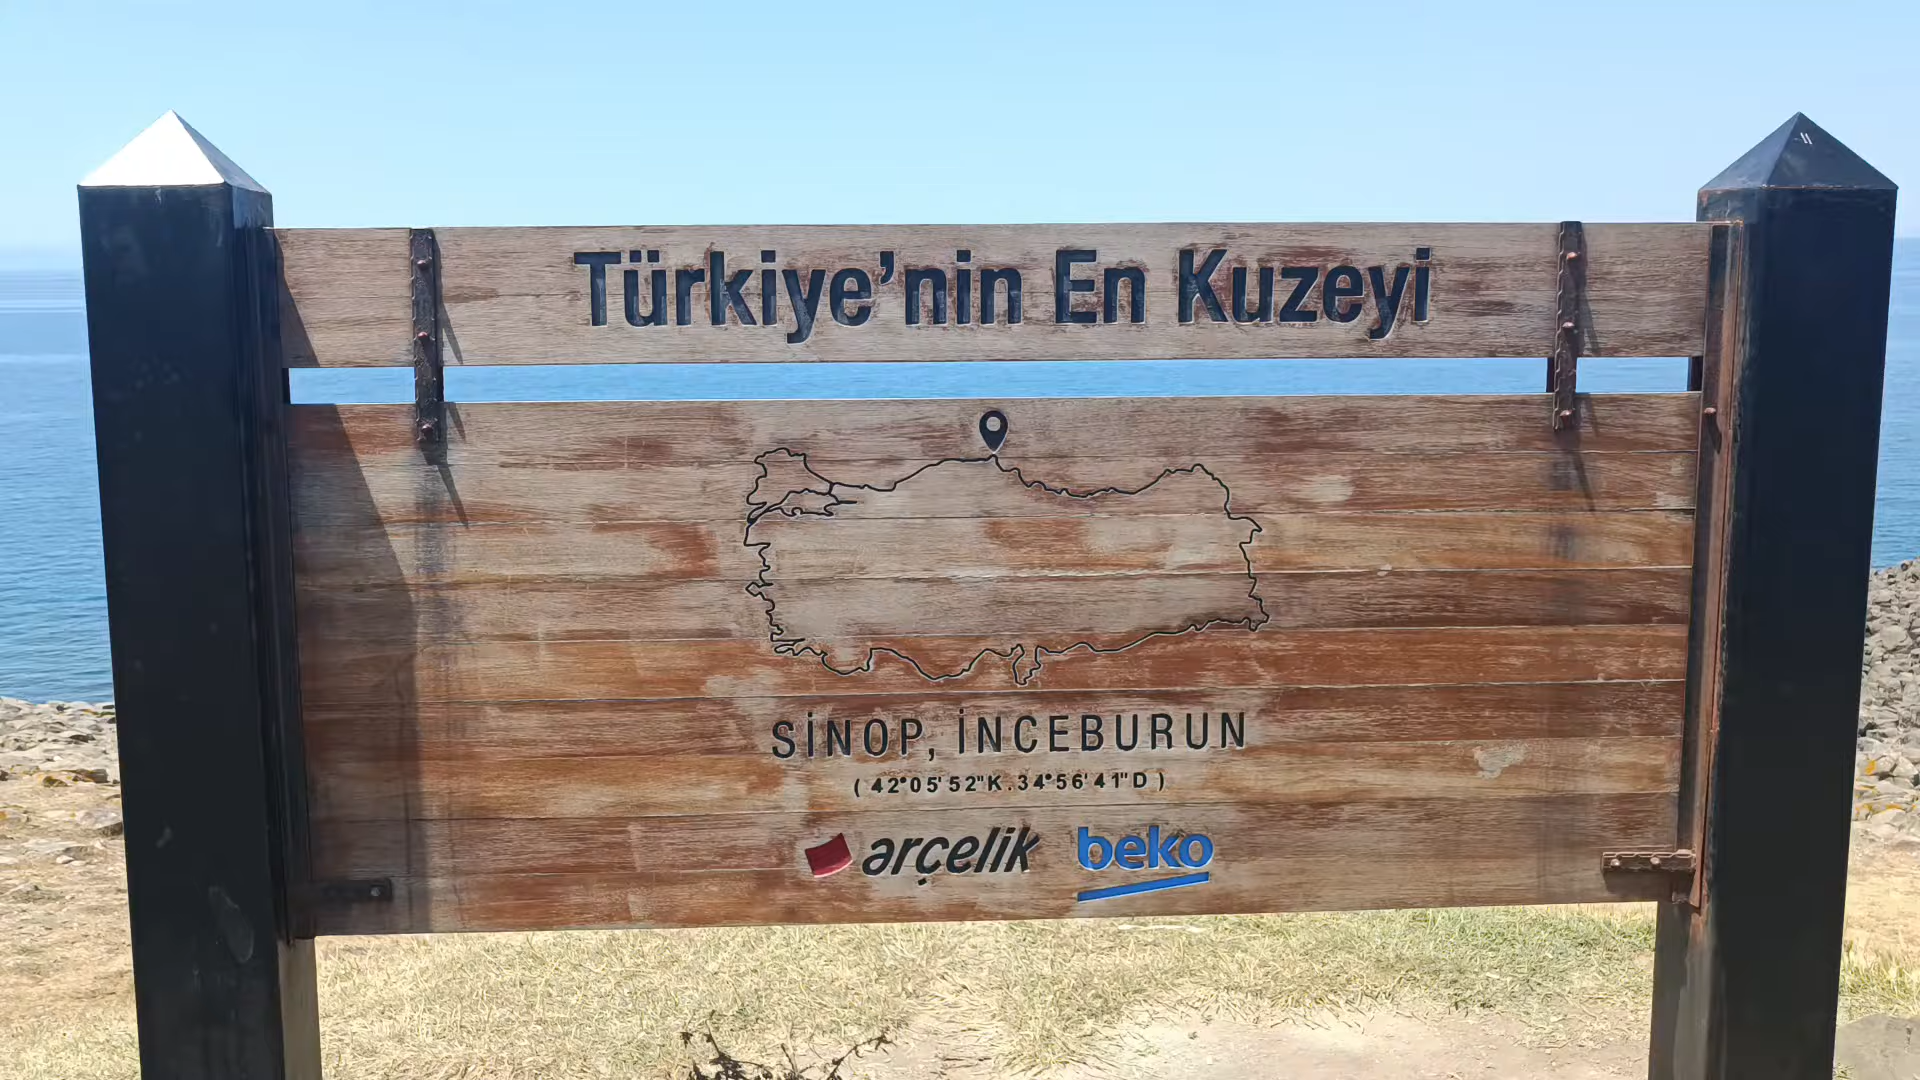 Türkiye'nin En Kuzeyi
SİNOP, İNCEBURUN
(42°05'52"K.34°56'41"D)
arçelik beko